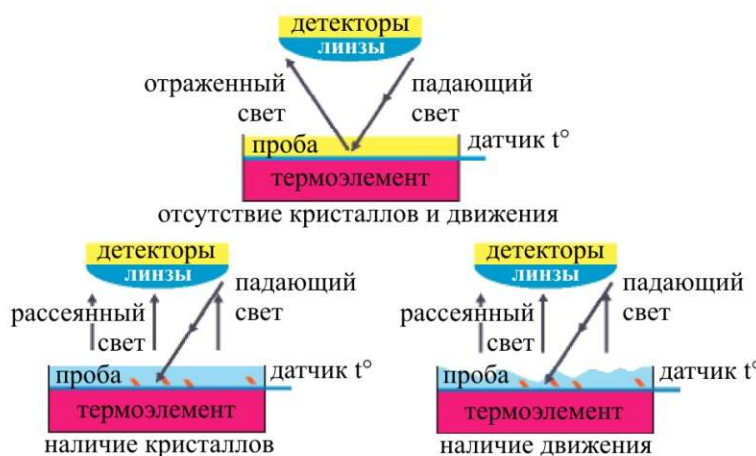 детекторы
линзы
отраженный
свет
падающий
свет
проба
датчик t°
термоэлемент
отсутствие кристаллов и движения
детекторы
линзы
падающий
свет
рассеянный
свет
проба
датчик t°
термоэлемент
наличие кристаллов
детекторы
линзы
падающий
свет
рассеянный
свет
проба
датчик t°
термоэлемент
наличие движения